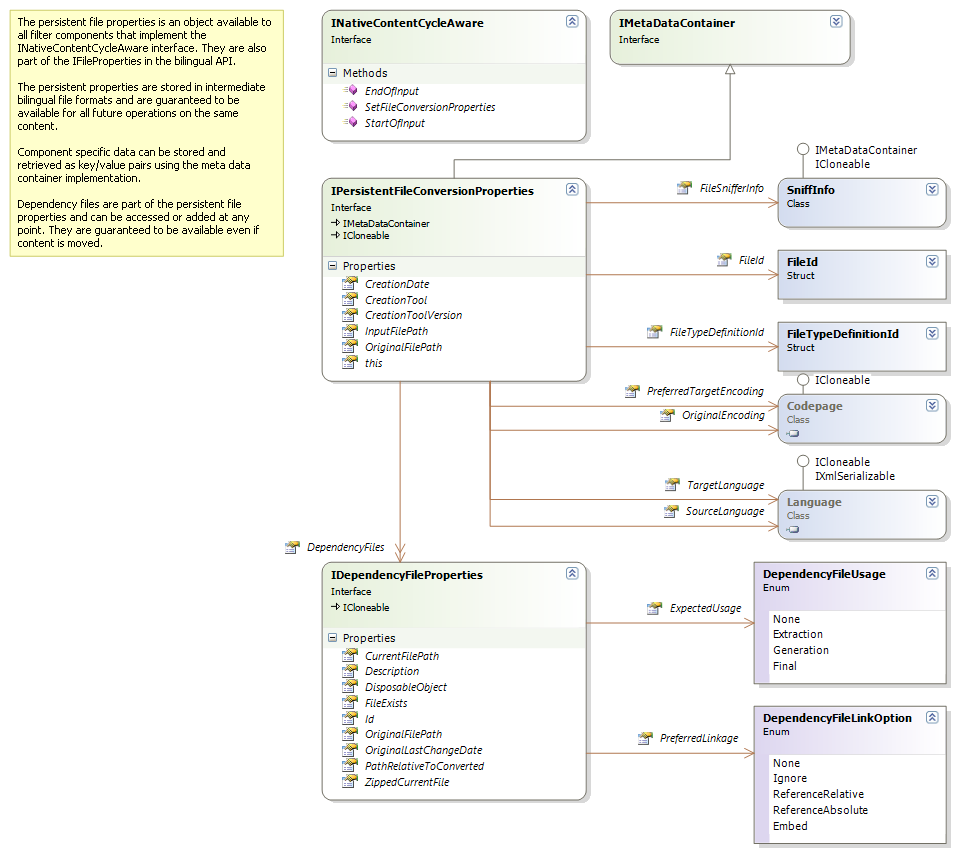 The persistent file properties is an object available to
all filter components that implement the
INativeContentCycleAware interface. They are also
part of the IFileProperties in the bilingual API.
The persistent properties are stored in intermediate
bilingual file formats and are guaranteed to be
available for all future operations on the same
content.
Component specific data can be stored and
retrieved as key/value pairs using the meta data
container implementation.
Dependency files are part of the persistent file
properties and can be accessed or added at any
point. They are guaranteed to be available even if
content is moved.
INativeContentCycleAware
Interface
Methods
EndOfInput
SetFileConversionProperties
StartOfInput
IMetaDataContainer
Interface
IPersistentFileConversionProperties
Interface
IMetaDataContainer
ICloneable
Properties
CreationDate
CreationTool
CreationToolVersion
InputFilePath
OriginalFilePath
this
FileSnifferInfo
IMetaDataContainer
ICloneable
SniffInfo
Class
FileId
FileId
Struct
FileTypeDefinitionId
FileTypeDefinitionId
Struct
PreferredTargetEncoding
OriginalEncoding
ICloneable
Codepage
Class
TargetLanguage
SourceLanguage
ICloneable
IXmlSerializable
Language
Class
DependencyFiles
IDependencyFileProperties
Interface
ICloneable
Properties
CurrentFilePath
Description
DisposableObject
FileExists
Id
OriginalFilePath
OriginalLastChangeDate
PathRelativeToConverted
ZippedCurrentFile
ExpectedUsage
DependencyFileUsage
Enum
None
Extraction
Generation
Final
PreferredLinkage
DependencyFileLinkOption
Enum
None
Ignore
ReferenceRelative
ReferenceAbsolute
Embed